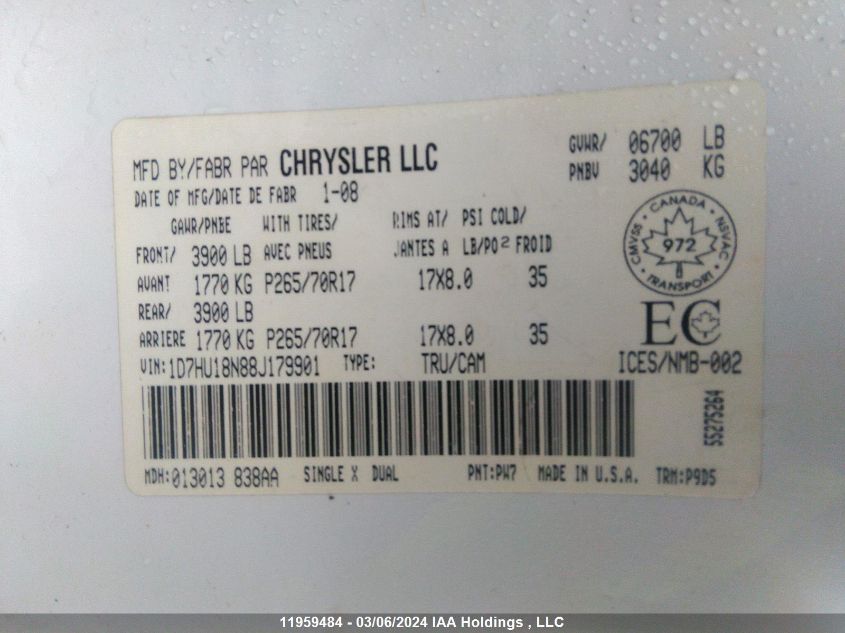 MFD BY/FABR PAR CHRYSLER LLC
GVWR/ 06700 LB
PNBV 3040 KG
DATE OF MFG/DATE DE FABR 1-08
GAWR/PNBE WITH TIRES/ RIMS AT/ PSI COLD/
FRONT/ 3900 LB AVEC PNEUS JANTES A LB/PO2 FROID
AVANT 1770 KG P265/70R17 17X8.0 35
REAR/ 3900 LB
ARRIERE 1770 KG P265/70R17 17X8.0 35
CANADA
CMVSS 972 NSVAC
TRANSPORT
EC
VIN: 1D7HU18N88J179901 TYPE: TRU/CAM ICES/NMB-002
55275264
MDH:013013 838AA SINGLE X DUAL PNT:PW7 MADE IN U.S.A. TRM:P9D5
11959484 - 03/06/2024 IAA Holdings , LLC